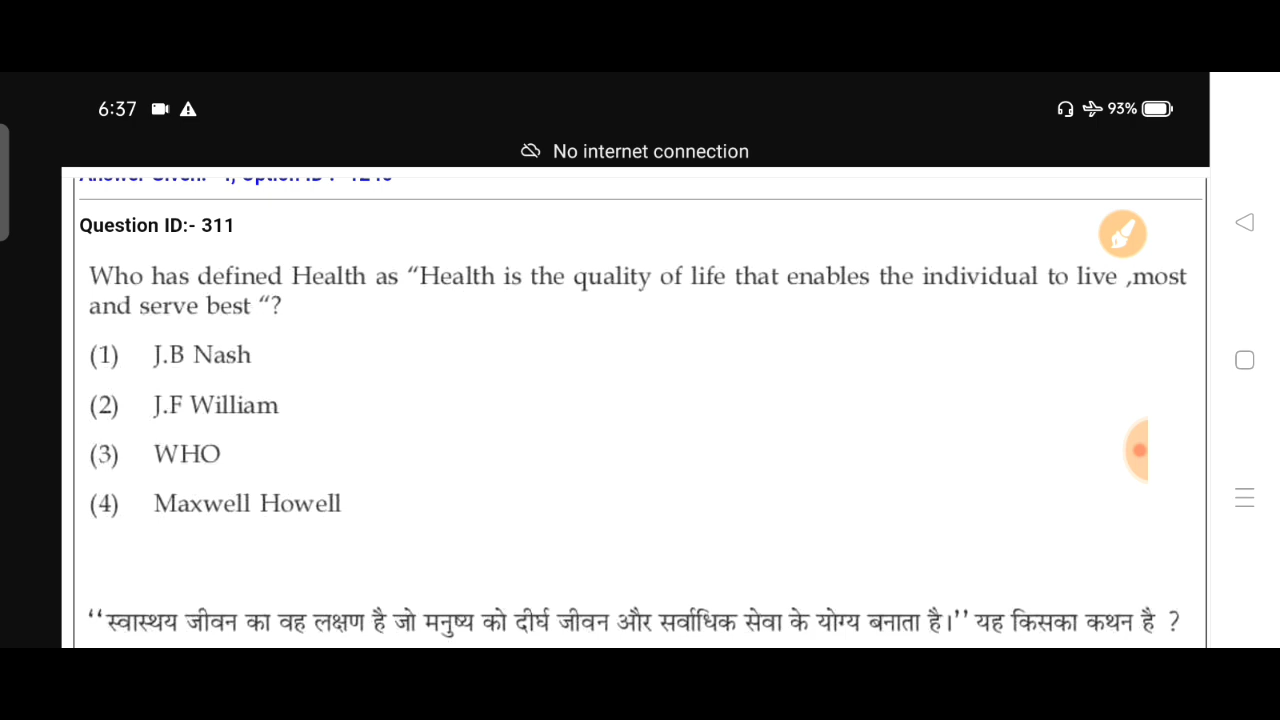 6:37
93%
No internet connection
Question ID:- 311
Who has defined Health as “Health is the quality of life that enables the individual to live ,most
and serve best “?
(1) J.B Nash
(2) J.F William
(3) WHO
(4) Maxwell Howell
‘‘स्वास्थय जीवन का वह लक्षण है जो मनुष्य को दीर्घ जीवन और सर्वाधिक सेवा के योग्य बनाता है।’’ यह किसका कथन है ?